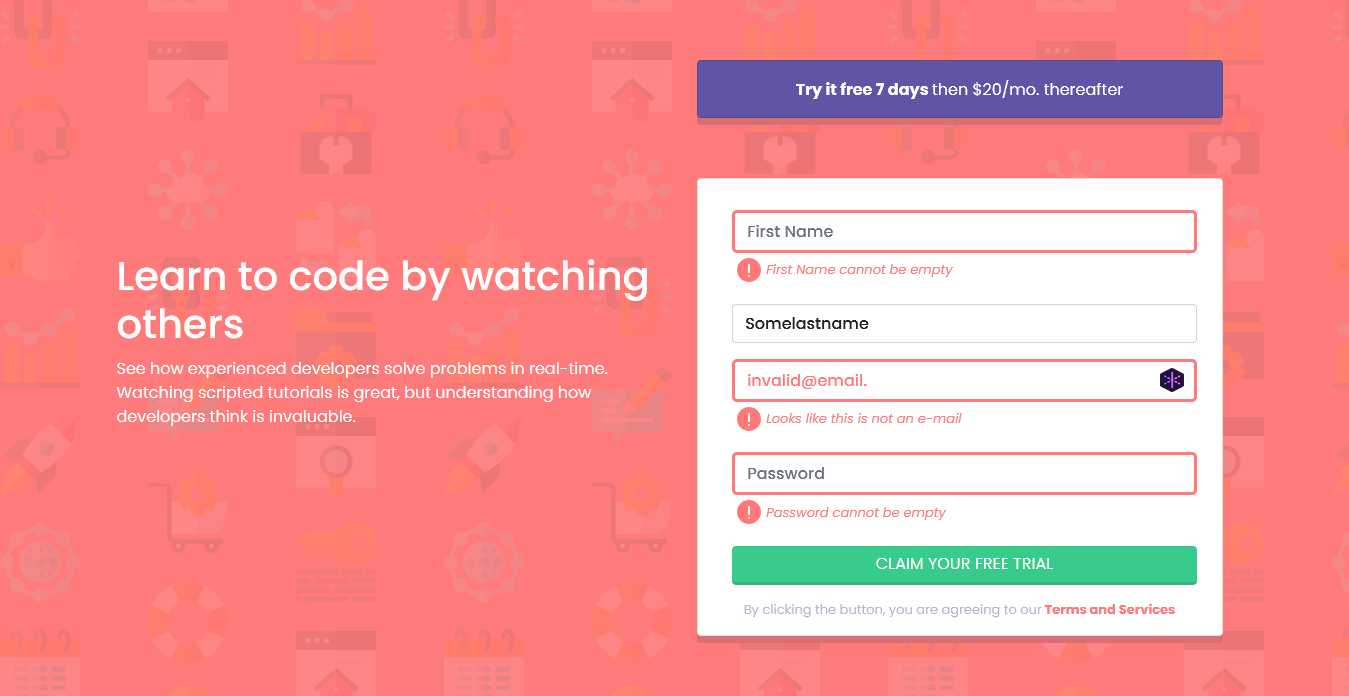 Try it free 7 days then $20/mo. thereafter
Learn to code by watching
others
See how experienced developers solve problems in real-time.
Watching scripted tutorials is great, but understanding how
developers think is invaluable.
First Name
First Name cannot be empty
Somelastname
invalid@email.
Looks like this is not an e-mail
Password
Password cannot be empty
CLAIM YOUR FREE TRIAL
By clicking the button, you are agreeing to our Terms and Services